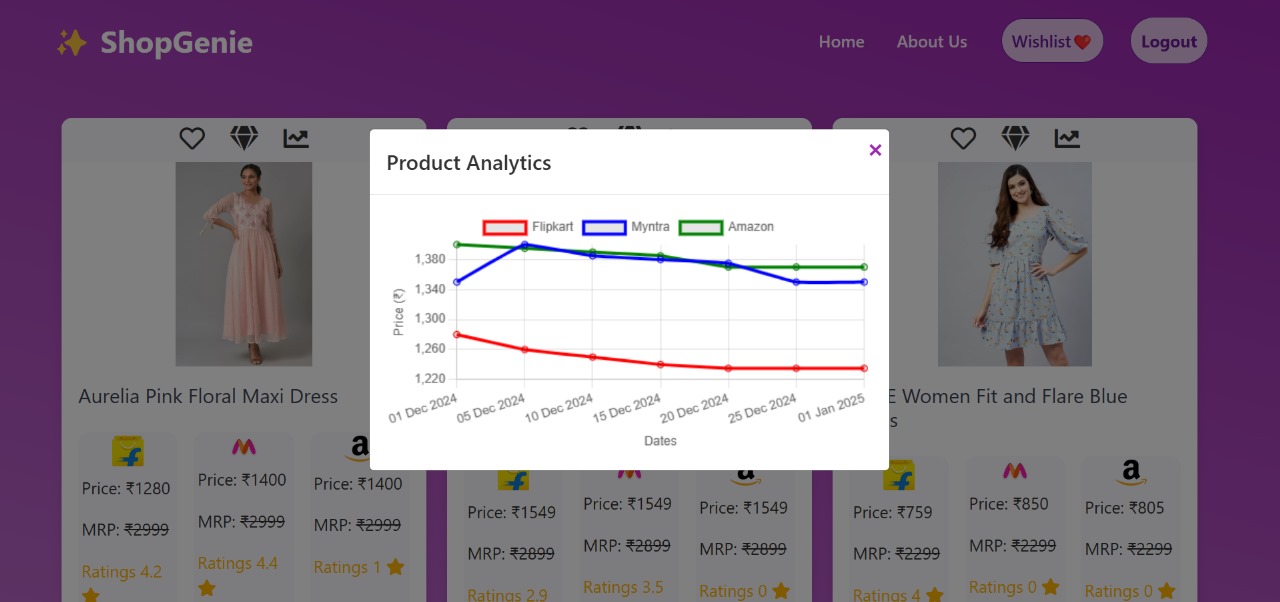 ✨ ShopGenie
Home About Us Wishlist❤️ Logout
Product Analytics
×
Flipkart Myntra Amazon
1,380
1,340
1,300
1,260
1,220
Price (₹)
01 Dec 2024 05 Dec 2024 10 Dec 2024 15 Dec 2024 20 Dec 2024 25 Dec 2024 01 Jan 2025
Dates
Aurelia Pink Floral Maxi Dress
a
Price: ₹1280 Price: ₹1400 Price: ₹1400
MRP: ₹2999 MRP: ₹2999 MRP: ₹2999
Ratings 4.2 Ratings 4.4 Ratings 1
Price: ₹1549 Price: ₹1549 Price: ₹1549
MRP: ₹2899 MRP: ₹2899 MRP: ₹2899
Ratings 2.9 Ratings 3.5 Ratings 0
Women Fit and Flare Blue
a
Price: ₹759 Price: ₹850 Price: ₹805
MRP: ₹2299 MRP: ₹2299 MRP: ₹2299
Ratings 4 Ratings 0 Ratings 0